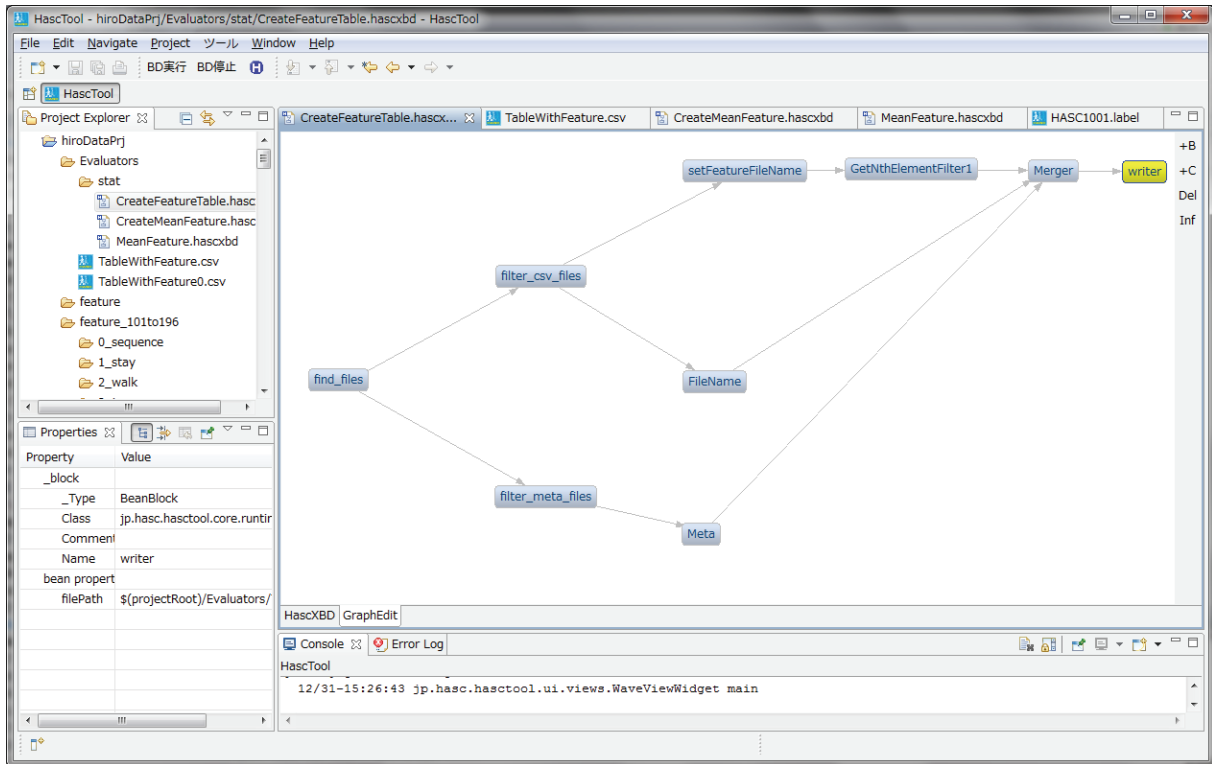 HascTool - hiroDataPrj/Evaluators/stat/CreateFeatureTable.hascxbd - HascTool
File Edit Navigate Project ツール Window Help
BD実行 BD停止 H
HascTool
Project Explorer
hiroDataPrj
Evaluators
stat
CreateFeatureTable.hasc
CreateMeanFeature.hasc
MeanFeature.hascxbd
TableWithFeature.csv
TableWithFeature0.csv
feature
feature_101to196
0_sequence
1_stay
2_walk
Properties
Property Value
_block
_Type BeanBlock
Class jp.hasc.hasctool.core.runtir
Comment
Name writer
bean propert
filePath $(projectRoot)/Evaluators/
CreateFeatureTable.hascx... TableWithFeature.csv CreateMeanFeature.hascxbd MeanFeature.hascxbd HASC1001.label
setFeatureFileName GetNthElementFilter1 Merger writer
filter_csv_files
find_files FileName
filter_meta_files
Meta
+B
+C
Del
Inf
HascXBD GraphEdit
Console Error Log
HascTool
12/31-15:26:43 jp.hasc.hasctool.ui.views.WaveViewWidget main